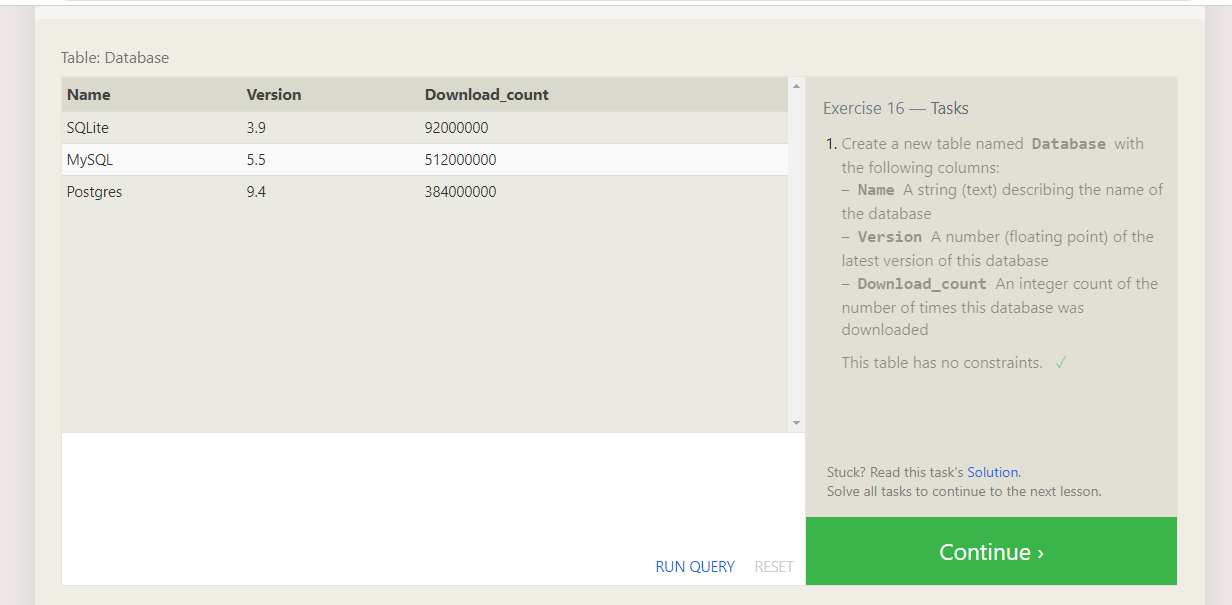 Table: Database
Name Version Download_count
SQLite 3.9 92000000
MySQL 5.5 512000000
Postgres 9.4 384000000
Exercise 16 — Tasks
1. Create a new table named Database with
the following columns:
– Name A string (text) describing the name of
the database
– Version A number (floating point) of the
latest version of this database
– Download_count An integer count of the
number of times this database was
downloaded
This table has no constraints. ✓
Stuck? Read this task's Solution.
Solve all tasks to continue to the next lesson.
RUN QUERY RESET
Continue ›